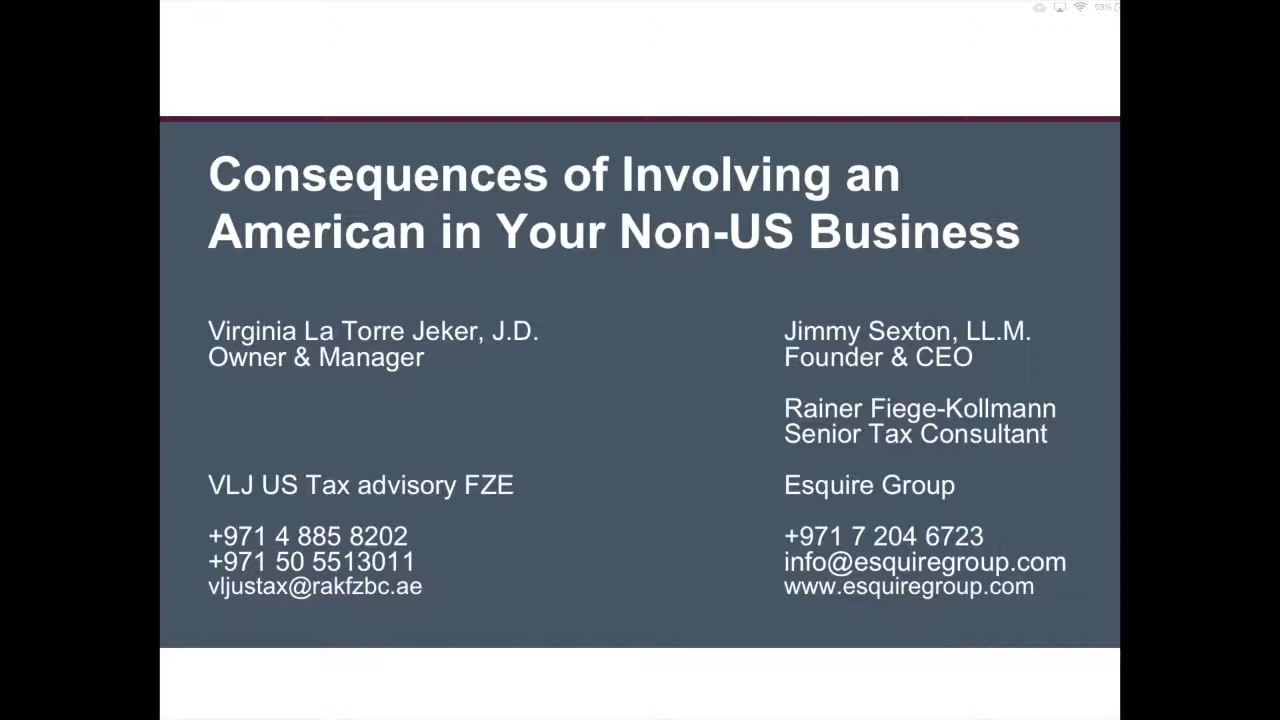 59%
Consequences of Involving an
American in Your Non-US Business
Virginia La Torre Jeker, J.D.
Owner & Manager
VLJ US Tax advisory FZE
+971 4 885 8202
+971 50 5513011
vljustax@rakfzbc.ae
Jimmy Sexton, LL.M.
Founder & CEO
Rainer Fiege-Kollmann
Senior Tax Consultant
Esquire Group
+971 7 204 6723
info@esquiregroup.com
www.esquiregroup.com